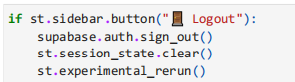 if st.sidebar.button("🚪 Logout"):
    supabase.auth.sign_out()
    st.session_state.clear()
    st.experimental_rerun()